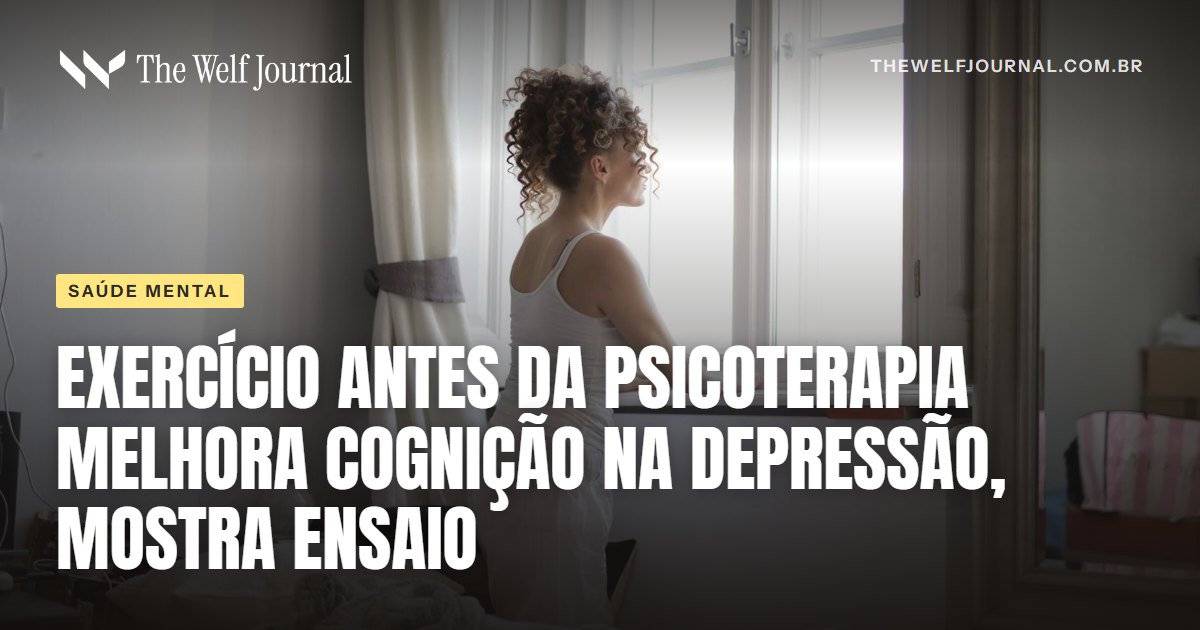 The Welf Journal
THEWELFJOURNAL.COM.BR
SAÚDE MENTAL
EXERCÍCIO ANTES DA PSICOTERAPIA
MELHORA COGNIÇÃO NA DEPRESSÃO,
MOSTRA ENSAIO